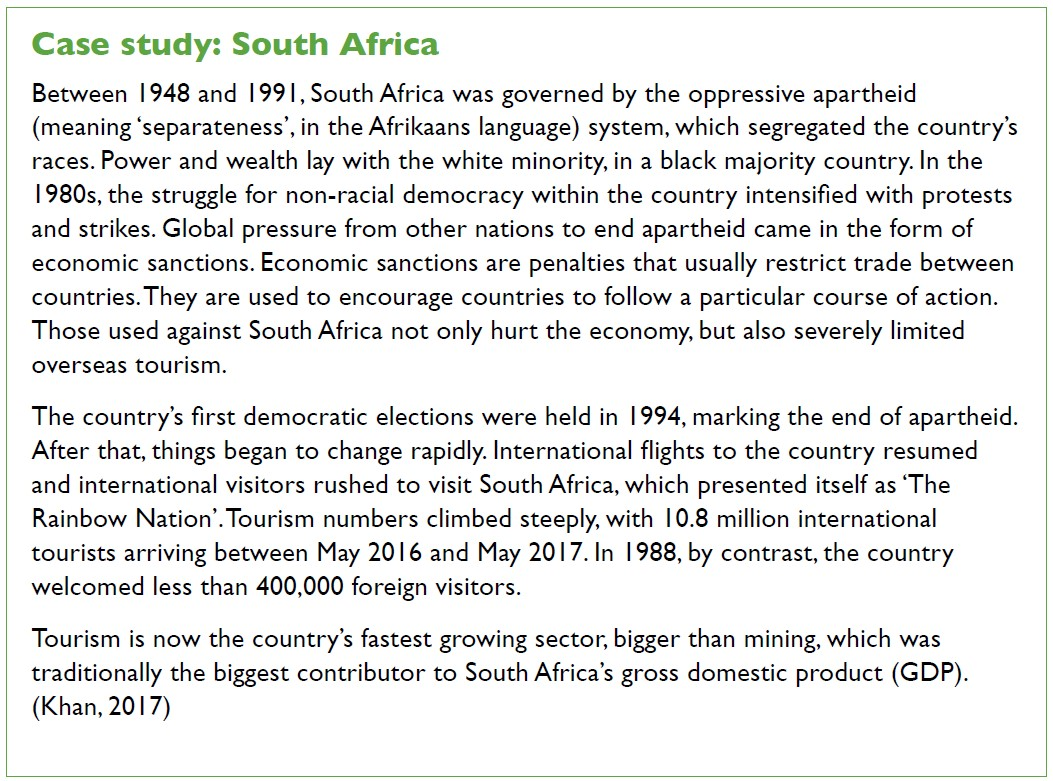 Case study: South Africa
Between 1948 and 1991, South Africa was governed by the oppressive apartheid
(meaning ‘separateness’, in the Afrikaans language) system, which segregated the country’s
races. Power and wealth lay with the white minority, in a black majority country. In the
1980s, the struggle for non-racial democracy within the country intensified with protests
and strikes. Global pressure from other nations to end apartheid came in the form of
economic sanctions. Economic sanctions are penalties that usually restrict trade between
countries. They are used to encourage countries to follow a particular course of action.
Those used against South Africa not only hurt the economy, but also severely limited
overseas tourism.
The country’s first democratic elections were held in 1994, marking the end of apartheid.
After that, things began to change rapidly. International flights to the country resumed
and international visitors rushed to visit South Africa, which presented itself as ‘The
Rainbow Nation’. Tourism numbers climbed steeply, with 10.8 million international
tourists arriving between May 2016 and May 2017. In 1988, by contrast, the country
welcomed less than 400,000 foreign visitors.
Tourism is now the country’s fastest growing sector, bigger than mining, which was
traditionally the biggest contributor to South Africa’s gross domestic product (GDP).
(Khan, 2017)